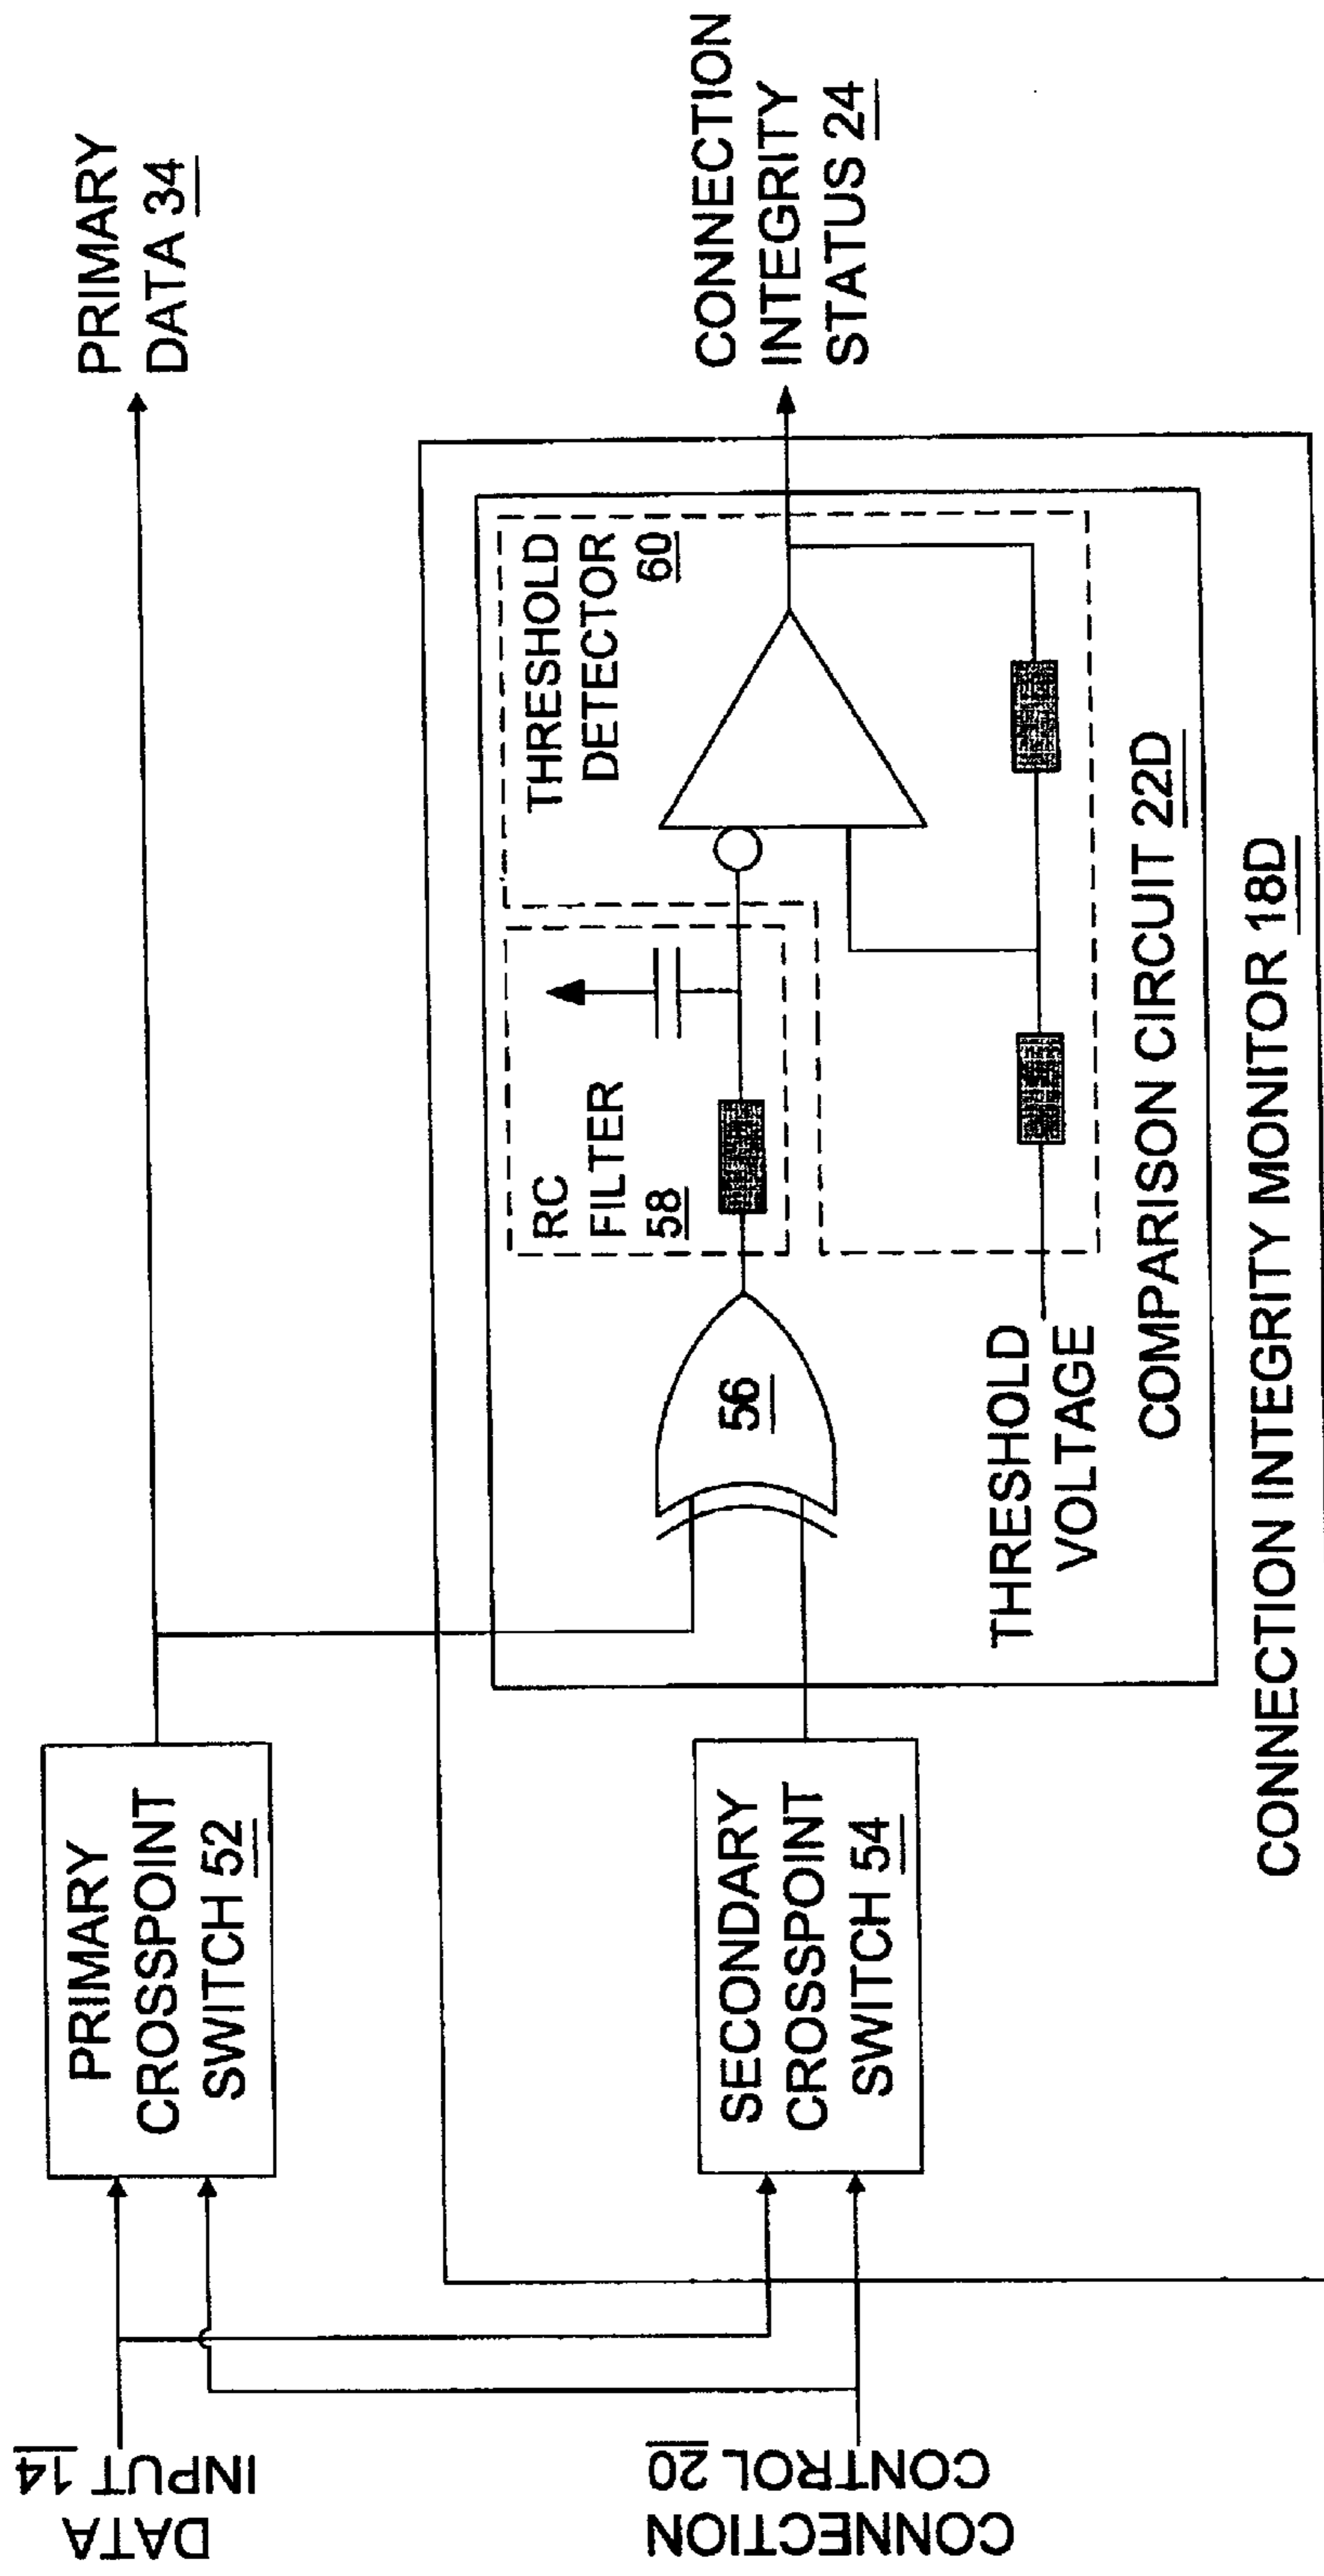 DATA
INPUT 14
CONNECTION
CONTROL 20
PRIMARY
CROSSPOINT
SWITCH 52
SECONDARY
CROSSPOINT
SWITCH 54
56
RC
FILTER
58
THRESHOLD
DETECTOR
60
THRESHOLD
VOLTAGE
COMPARISON CIRCUIT 22D
CONNECTION INTEGRITY MONITOR 18D
PRIMARY
DATA 34
CONNECTION
INTEGRITY
STATUS 24